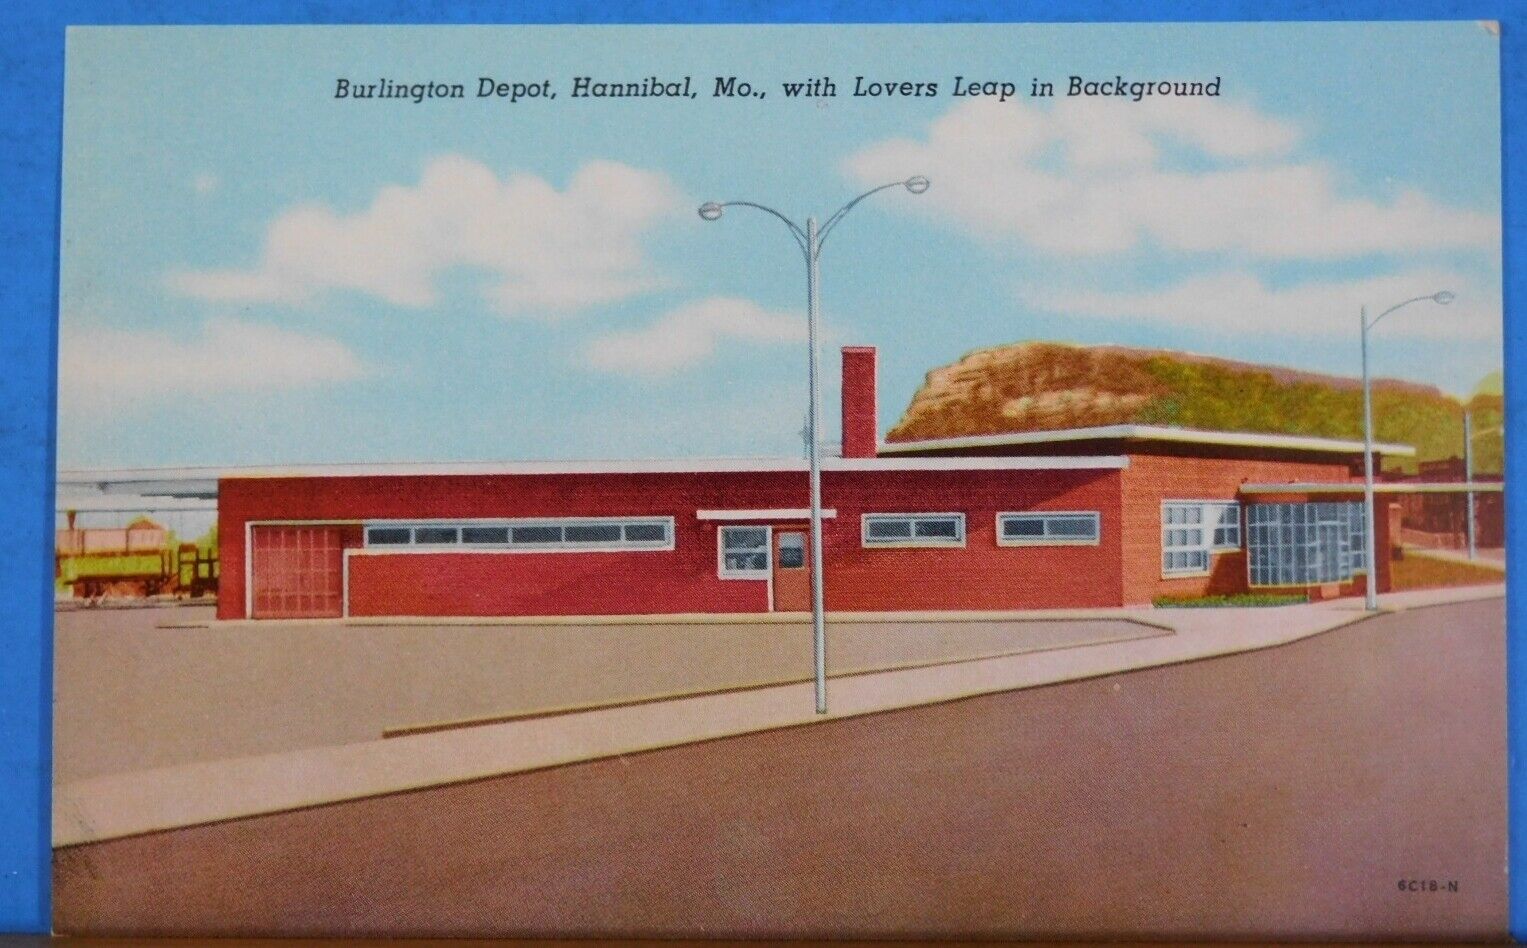 Burlington Depot, Hannibal, Mo., with Lovers Leap in Background
6C18-N